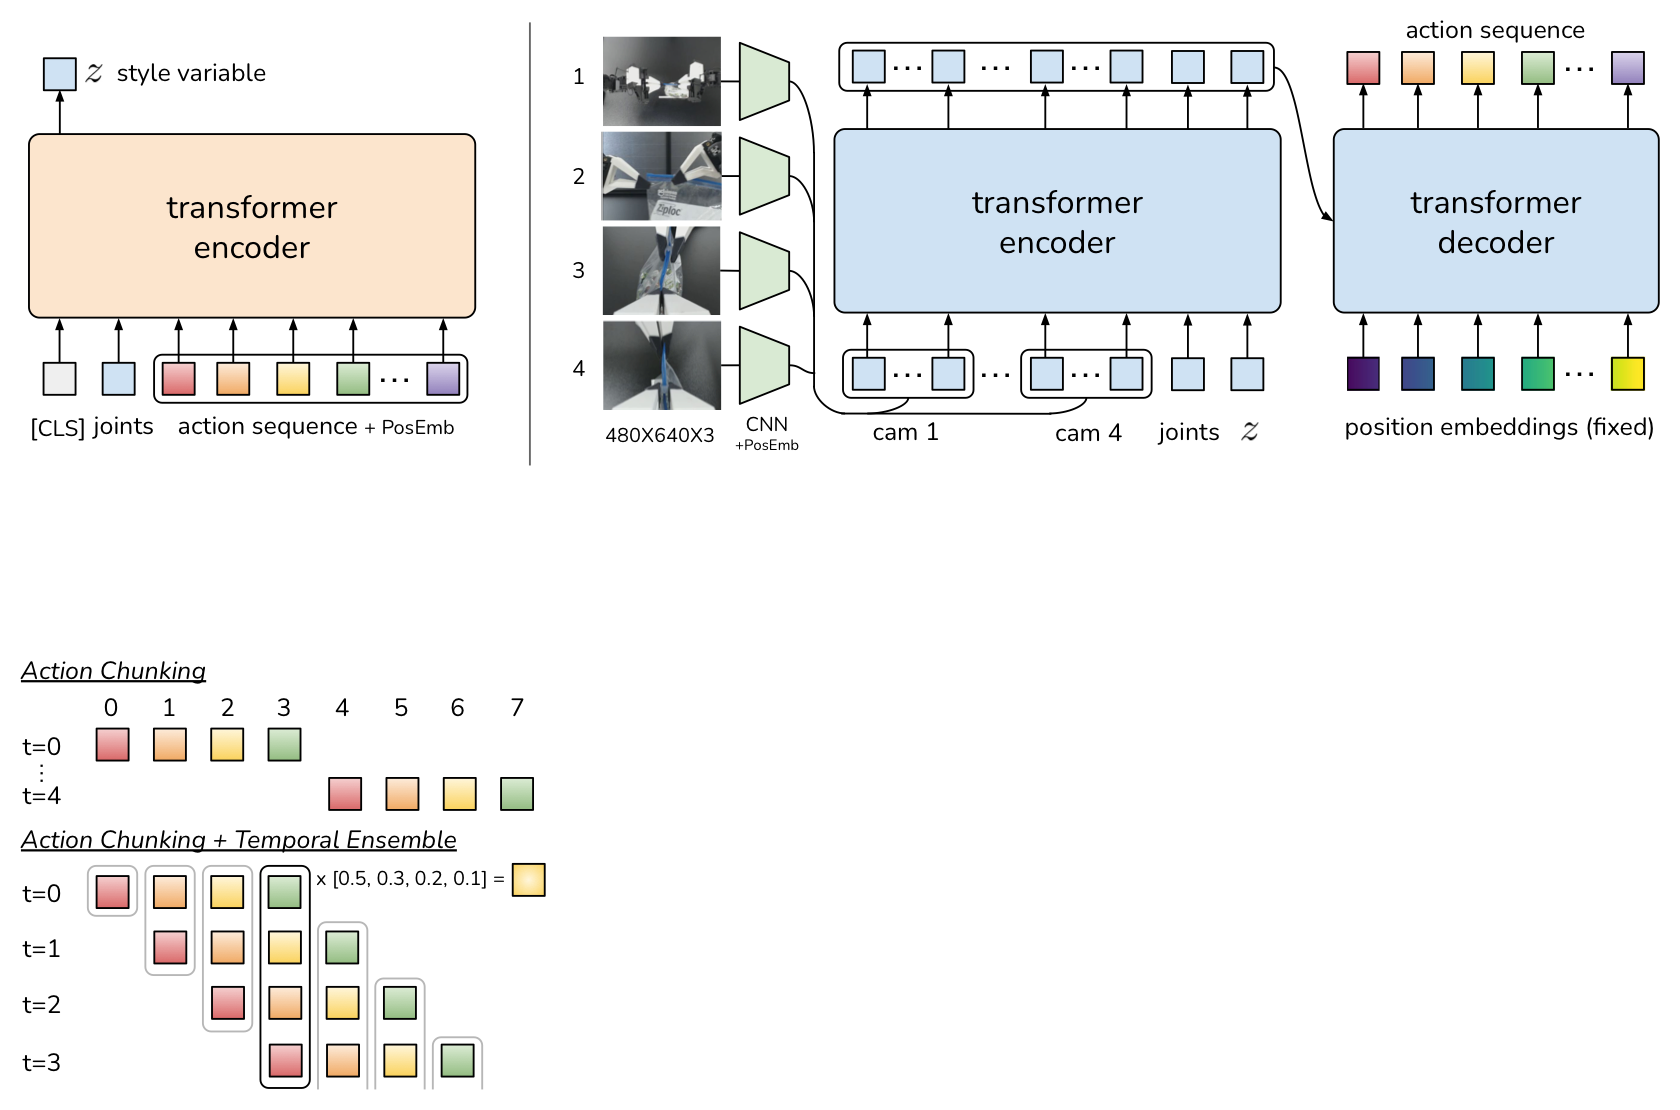 z style variable
transformer
encoder
[CLS] joints action sequence + PosEmb
1
2
3
4
Ziploc
480X640X3
CNN
+PosEmb
transformer
encoder
cam 1 cam 4 joints z
action sequence
transformer
decoder
position embeddings (fixed)
Action Chunking
0 1 2 3 4 5 6 7
t=0
t=4
Action Chunking + Temporal Ensemble
t=0 x [0.5, 0.3, 0.2, 0.1] =
t=1
t=2
t=3